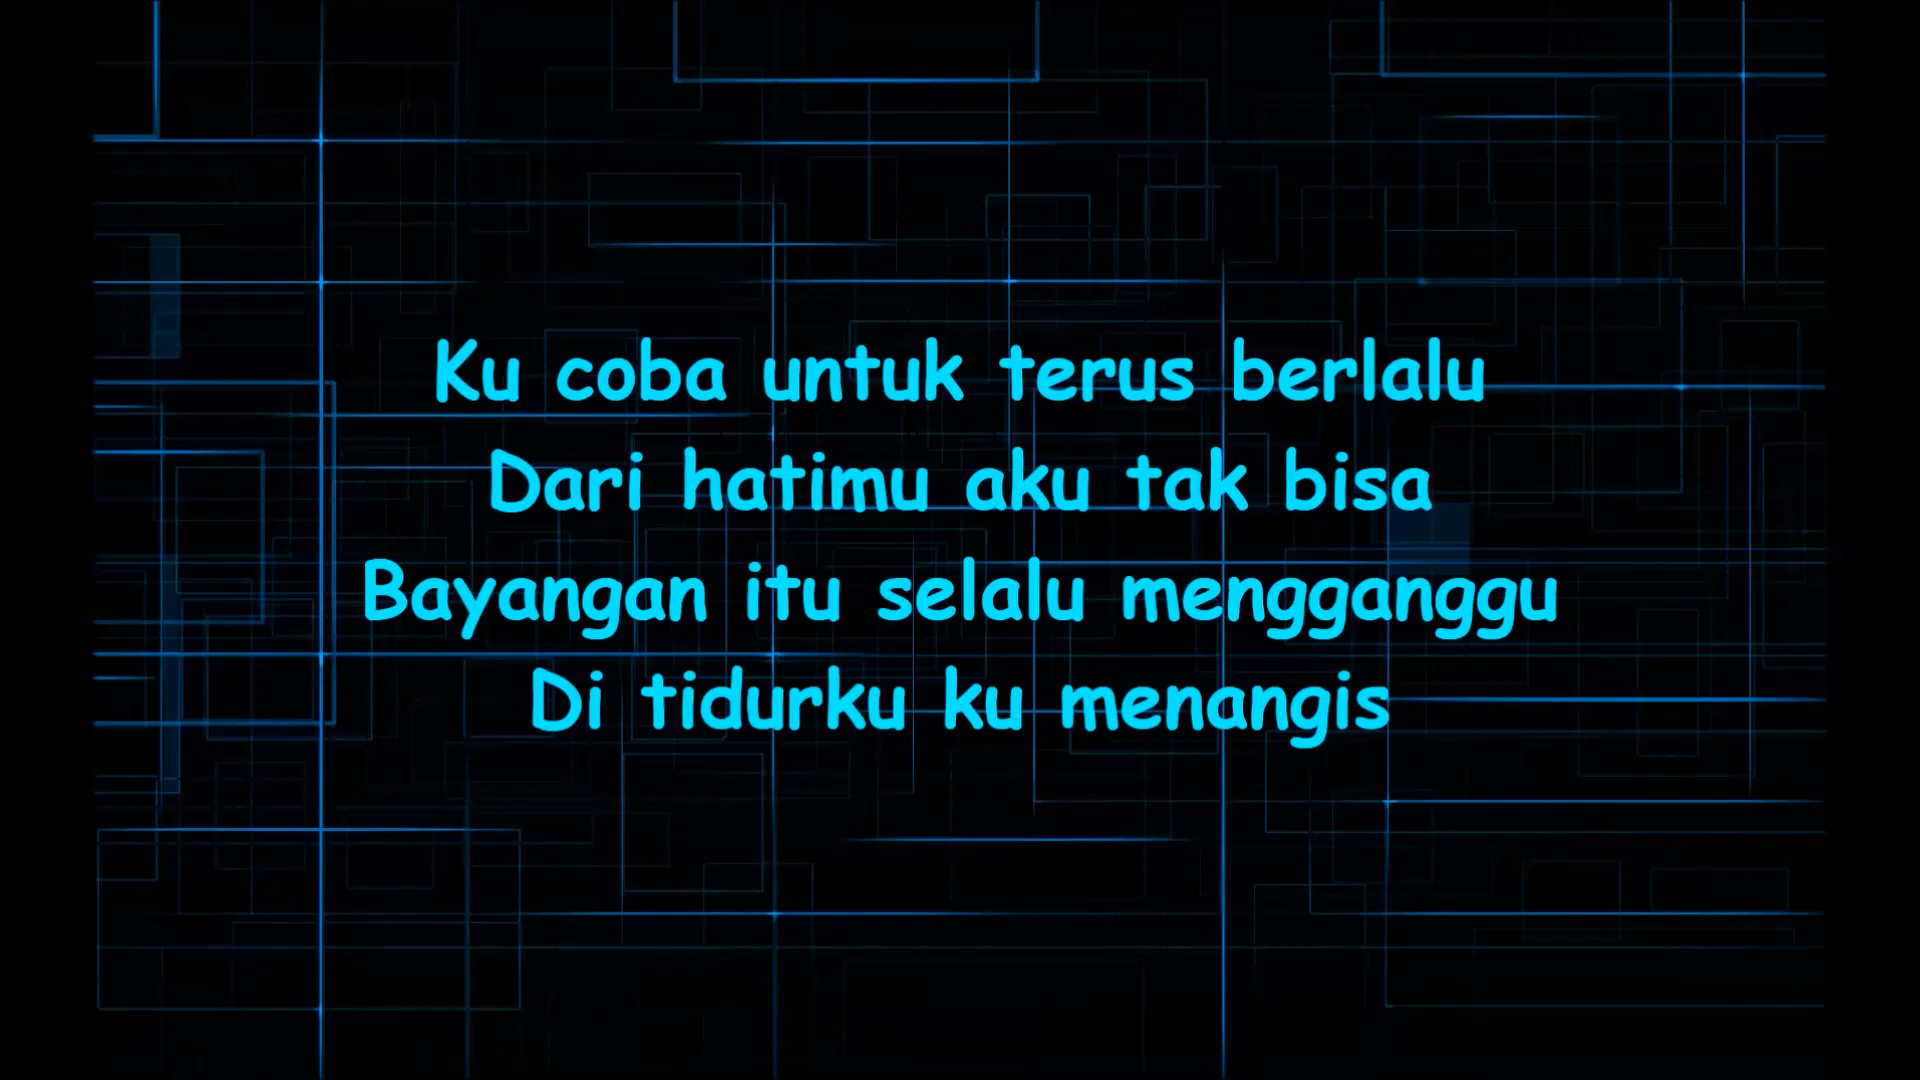 Ku coba untuk terus berlalu
Dari hatimu aku tak bisa
Bayangan itu selalu mengganggu
Di tidurku ku menangis